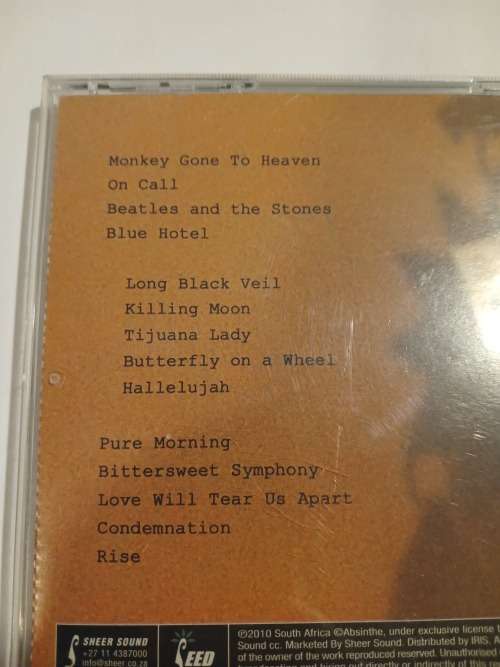 Monkey Gone To Heaven
On Call
Beatles and the Stones
Blue Hotel
Long Black Veil
Killing Moon
Tijuana Lady
Butterfly on a Wheel
Hallelujah
Pure Morning
Bittersweet Symphony
Love Will Tear Us Apart
Condemnation
Rise
SHEER SOUND
+27 11 4387000
info@sheer.co.za
EED
℗2010 South Africa ©Absinthe, under exclusive license
Sound cc. Marketed By Sheer Sound. Distributed by IRIS.
of the owner of the work reproduced reserved. Unauthorised